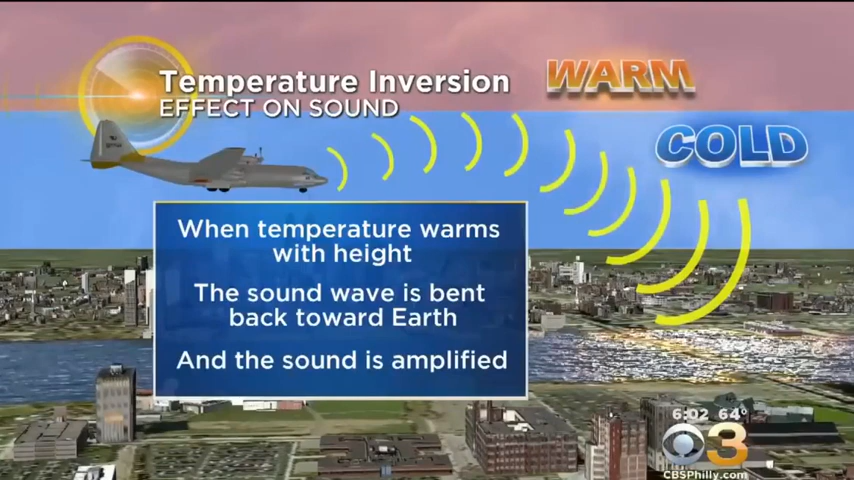 Temperature Inversion
EFFECT ON SOUND
WARM
COLD
When temperature warms
with height
The sound wave is bent
back toward Earth
And the sound is amplified
6:02 64°
3
CBSPhilly.com